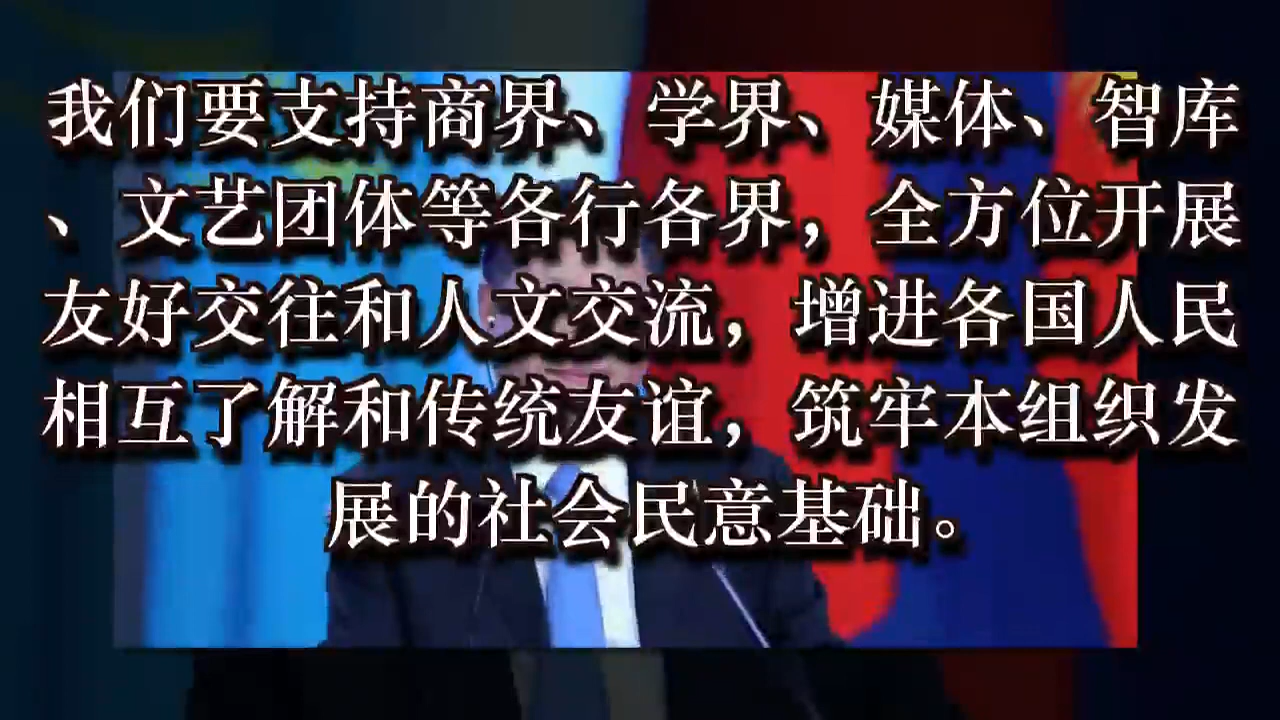 我们要支持商界、学界、媒体、智库
、文艺团体等各行各界，全方位开展
友好交往和人文交流，增进各国人民
相互了解和传统友谊，筑牢本组织发
展的社会民意基础。